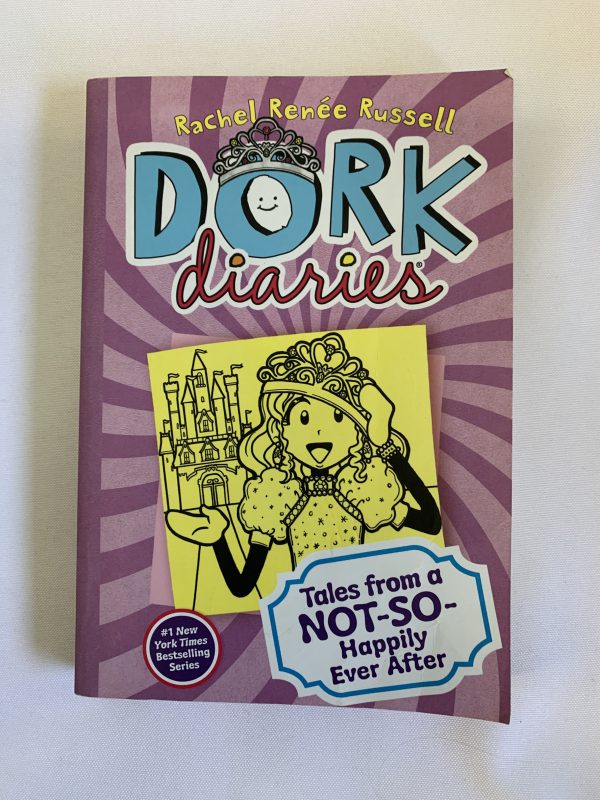 Rachel Renée Russell
DORK
diaries®
Tales from a
NOT-SO-
Happily
Ever After
#1 New
York Times
Bestselling
Series